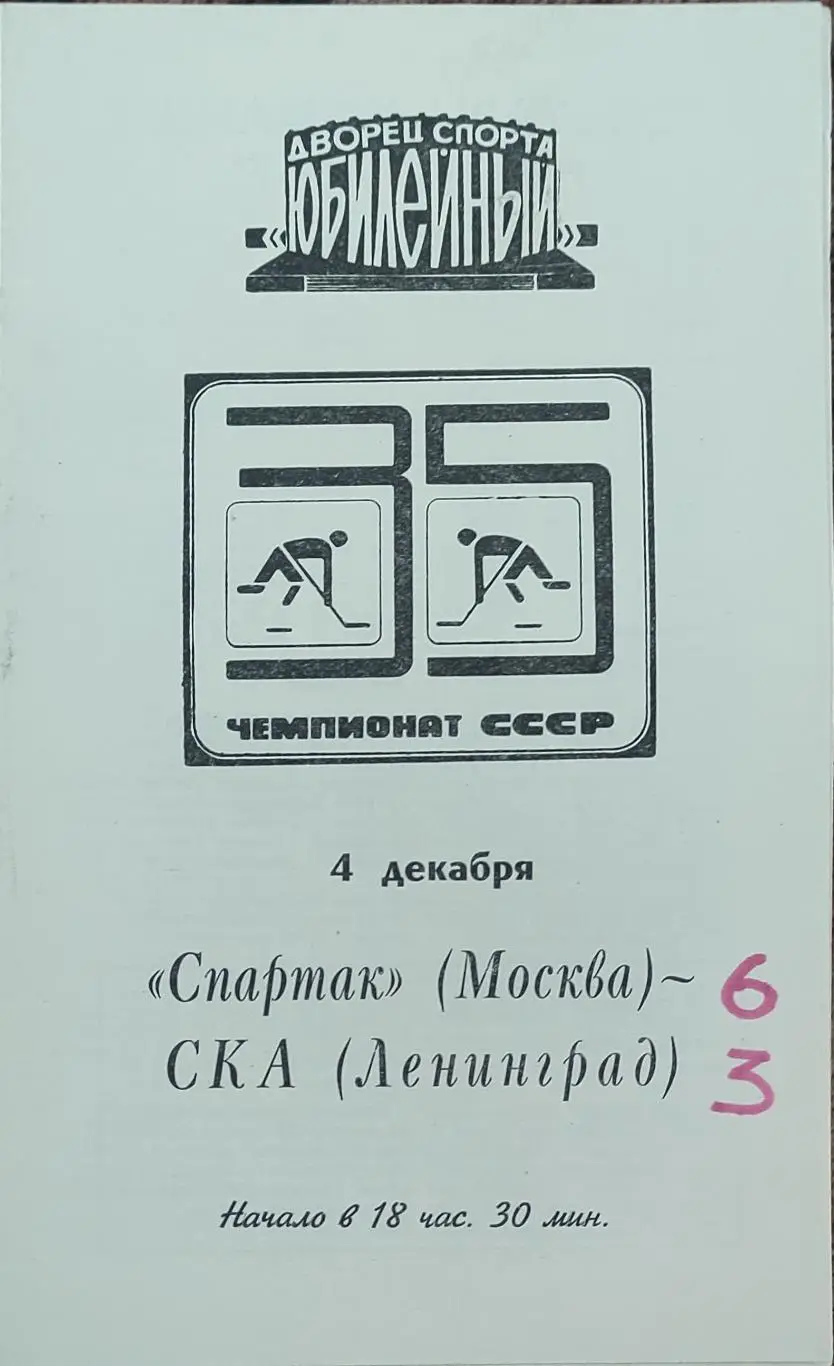 ДВОРЕЦ СПОРТА
«ЮБИЛЕЙНЫЙ»
35
ЧЕМПИОНАТ СССР
4 декабря
«Спартак» (Москва)~ 6
СКА (Ленинград) 3
Начало в 18 час. 30 мин.